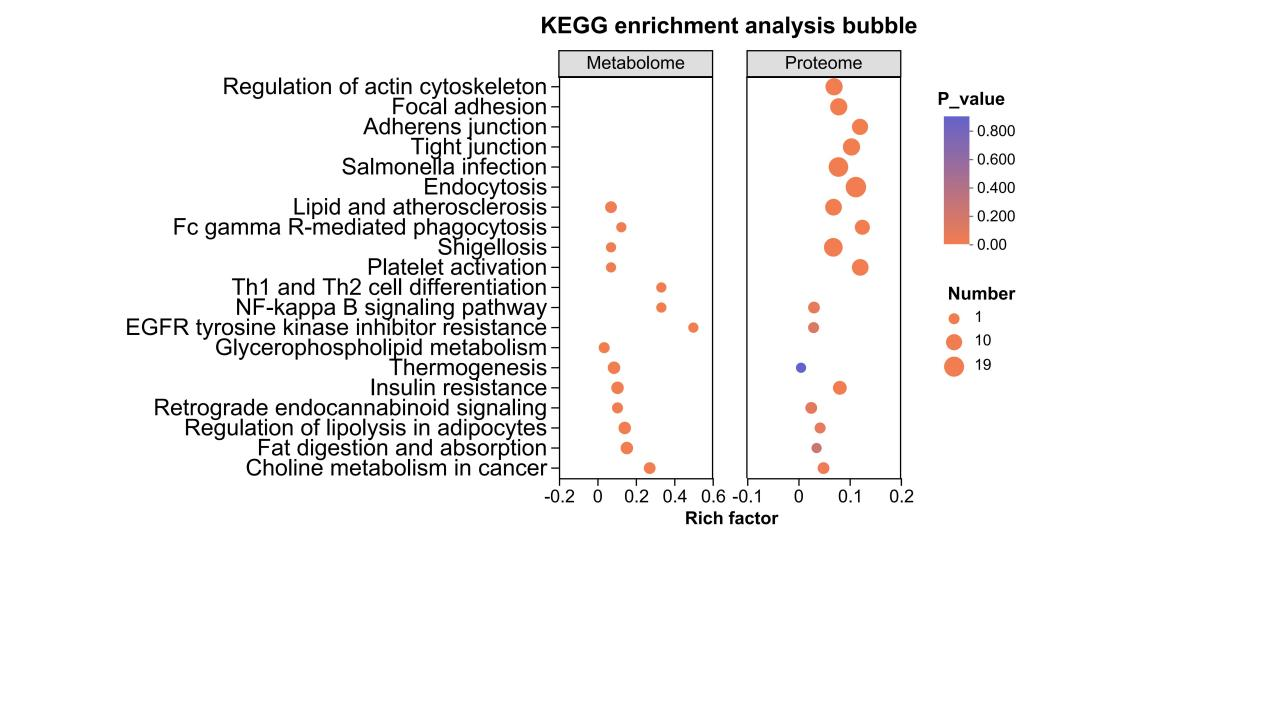 KEGG enrichment analysis bubble
Metabolome
Proteome
Regulation of actin cytoskeleton
Focal adhesion
Adherens junction
Tight junction
Salmonella infection
Endocytosis
Lipid and atherosclerosis
Fc gamma R-mediated phagocytosis
Shigellosis
Platelet activation
Th1 and Th2 cell differentiation
NF-kappa B signaling pathway
EGFR tyrosine kinase inhibitor resistance
Glycerophospholipid metabolism
Thermogenesis
Insulin resistance
Retrograde endocannabinoid signaling
Regulation of lipolysis in adipocytes
Fat digestion and absorption
Choline metabolism in cancer
-0.2 0 0.2 0.4 0.6 -0.1 0 0.1 0.2
Rich factor
P_value
0.800
0.600
0.400
0.200
0.00
Number
1
10
19